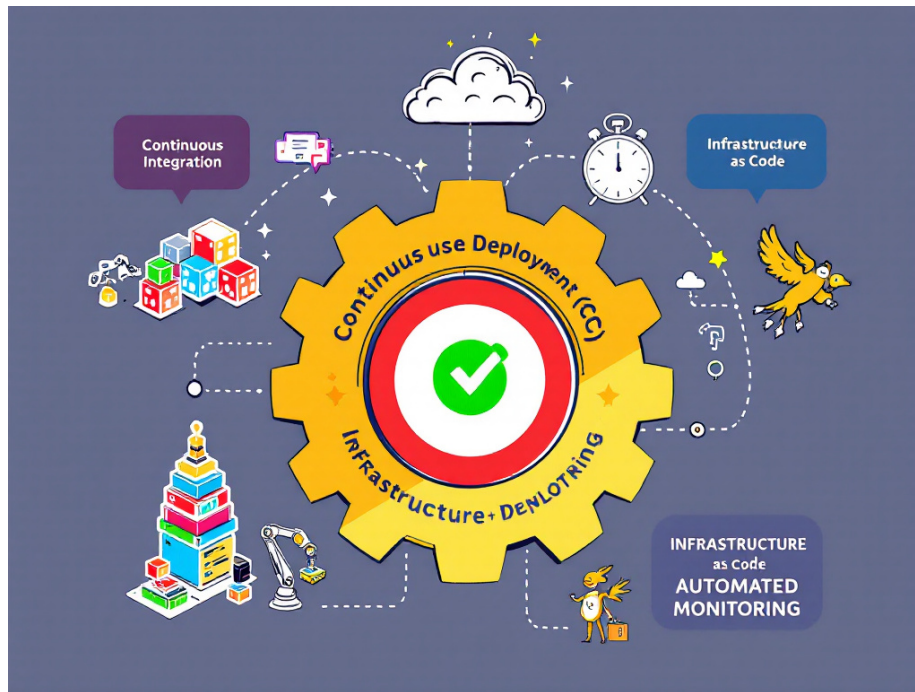 Continuous
Integration
Infrastructure
as Code
Continuus use Deployment (CC)
Infrastructure+ DENLOTRING
INFRASTRUCTURE
as Code
AUTOMATED
MONITORING